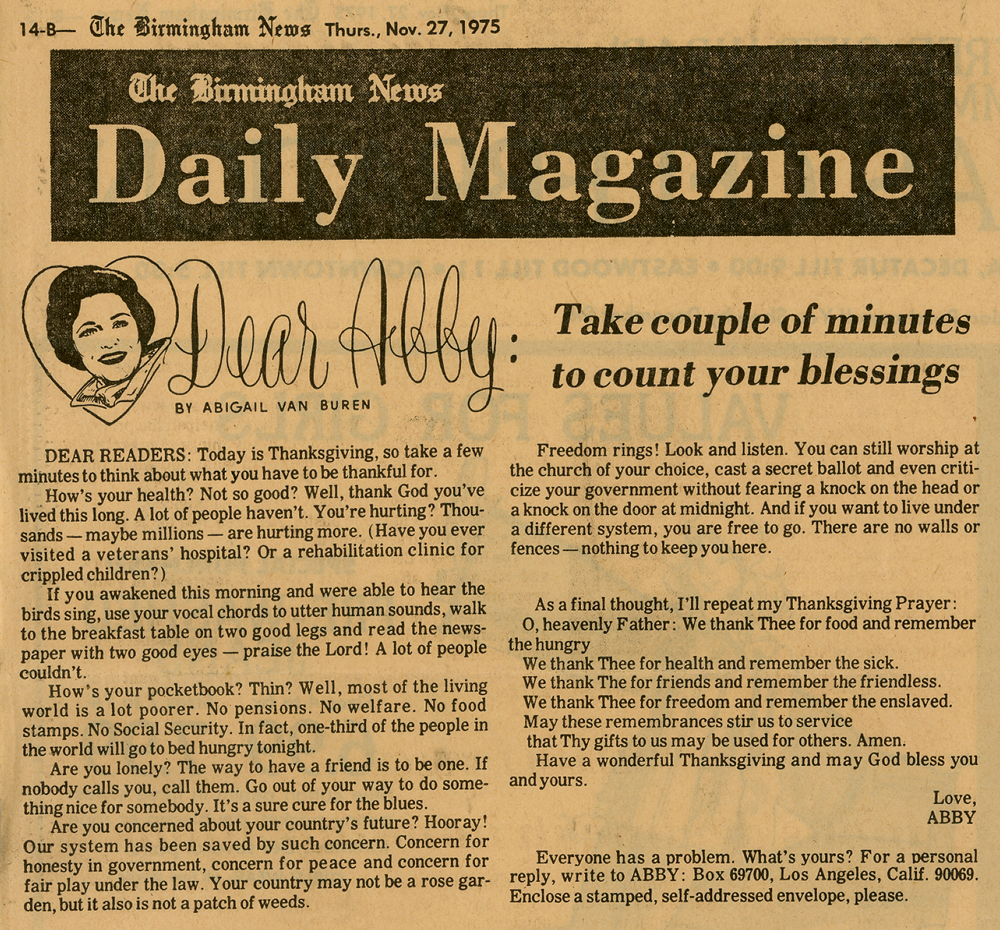 14-B— The Birmingham News Thurs., Nov. 27, 1975
The Birmingham News
Daily Magazine
Dear Abby:
BY ABIGAIL VAN BUREN
Take couple of minutes
to count your blessings
DEAR READERS: Today is Thanksgiving, so take a few
minutes to think about what you have to be thankful for.
How's your health? Not so good? Well, thank God you've
lived this long. A lot of people haven't. You're hurting? Thou-
sands — maybe millions — are hurting more. (Have you ever
visited a veterans' hospital? Or a rehabilitation clinic for
crippled children?)
If you awakened this morning and were able to hear the
birds sing, use your vocal chords to utter human sounds, walk
to the breakfast table on two good legs and read the news-
paper with two good eyes — praise the Lord! A lot of people
couldn't.
How's your pocketbook? Thin? Well, most of the living
world is a lot poorer. No pensions. No welfare. No food
stamps. No Social Security. In fact, one-third of the people in
the world will go to bed hungry tonight.
Are you lonely? The way to have a friend is to be one. If
nobody calls you, call them. Go out of your way to do some-
thing nice for somebody. It's a sure cure for the blues.
Are you concerned about your country's future? Hooray!
Our system has been saved by such concern. Concern for
honesty in government, concern for peace and concern for
fair play under the law. Your country may not be a rose gar-
den, but it also is not a patch of weeds.
Freedom rings! Look and listen. You can still worship at
the church of your choice, cast a secret ballot and even criti-
cize your government without fearing a knock on the head or
a knock on the door at midnight. And if you want to live under
a different system, you are free to go. There are no walls or
fences — nothing to keep you here.
As a final thought, I'll repeat my Thanksgiving Prayer:
O, heavenly Father: We thank Thee for food and remember
the hungry
We thank Thee for health and remember the sick.
We thank The for friends and remember the friendless.
We thank Thee for freedom and remember the enslaved.
May these remembrances stir us to service
that Thy gifts to us may be used for others. Amen.
Have a wonderful Thanksgiving and may God bless you
and yours.
Love,
ABBY
Everyone has a problem. What's yours? For a personal
reply, write to ABBY: Box 69700, Los Angeles, Calif. 90069.
Enclose a stamped, self-addressed envelope, please.